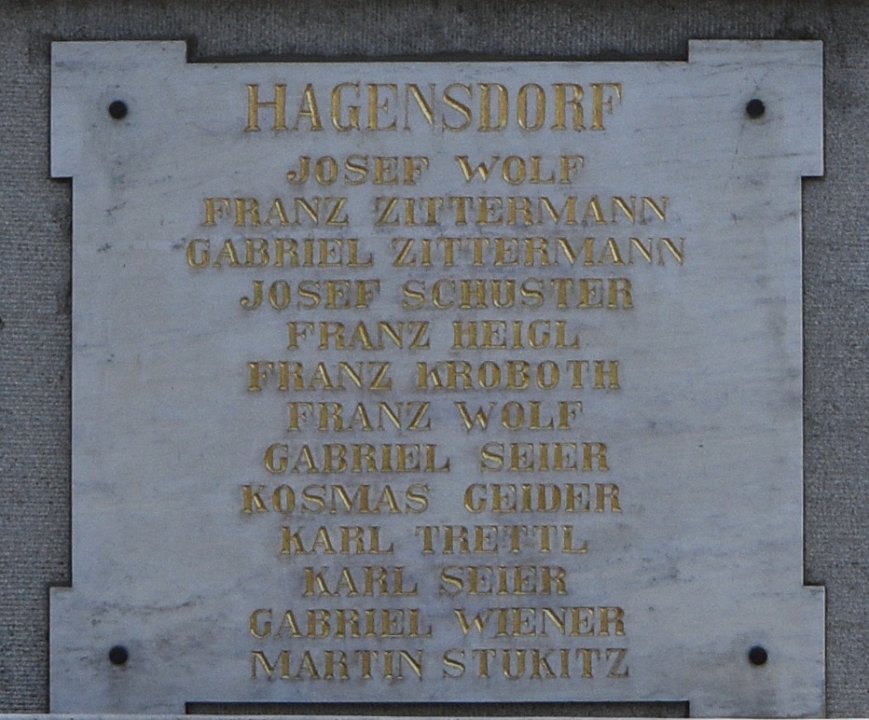 HAGENSDORF
JOSEF WOLF
FRANZ ZITTERMANN
GABRIEL ZITTERMANN
JOSEF SCHUSTER
FRANZ HEIGL
FRANZ KROBOTH
FRANZ WOLF
GABRIEL SEIER
KOSMAS GEIDER
KARL TRETTL
KARL SEIER
GABRIEL WIENER
MARTIN STUKITZ